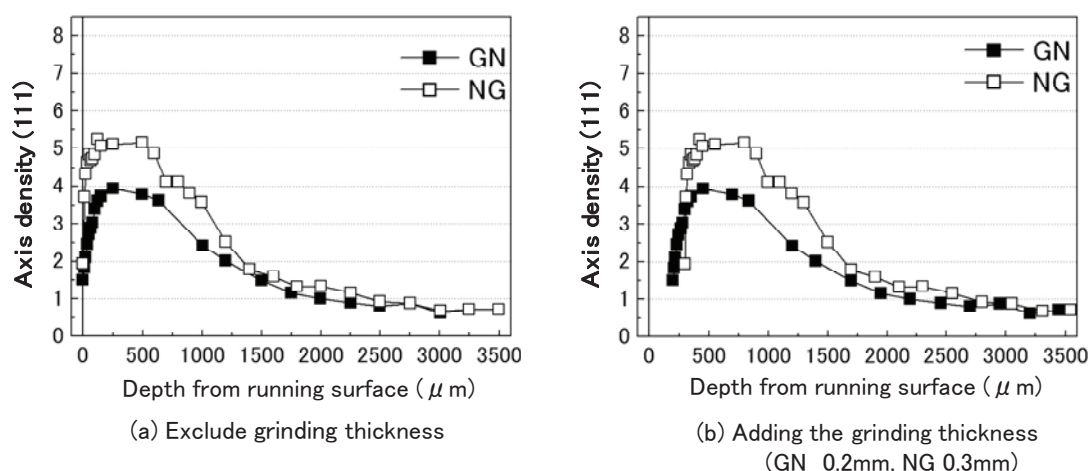 8
7
6
5
4
3
2
1
0
Axis density (111)
GN
NG
0 500 1000 1500 2000 2500 3000 3500
Depth from running surface ( μ m)
(a) Exclude grinding thickness
8
7
6
5
4
3
2
1
0
Axis density (111)
GN
NG
0 500 1000 1500 2000 2500 3000 3500
Depth from running surface ( μ m)
(b) Adding the grinding thickness
(GN 0.2mm, NG 0.3mm)